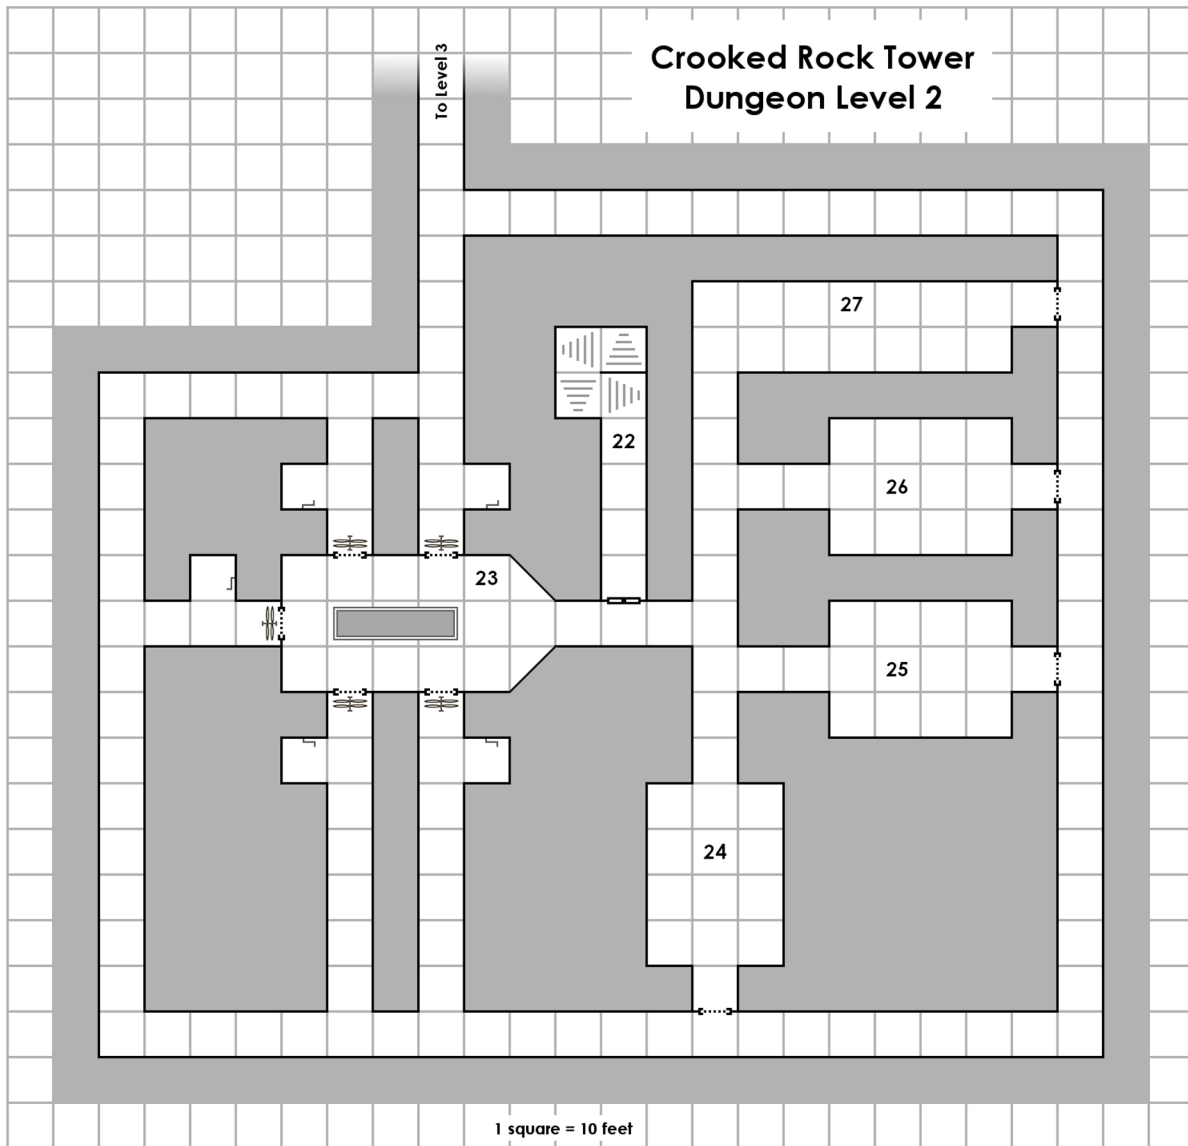 Crooked Rock Tower
Dungeon Level 2
To Level 3
27
22
26
23
25
24
1 square = 10 feet